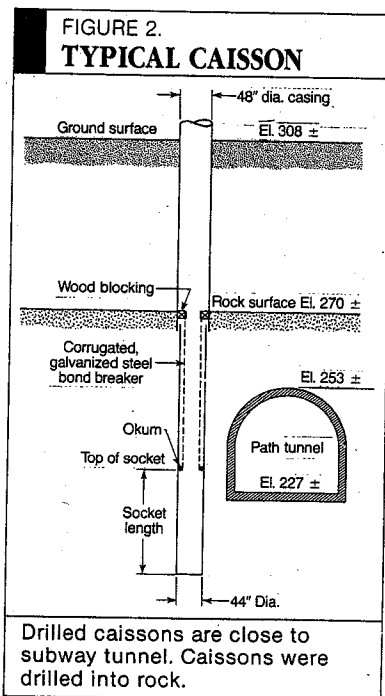 FIGURE 2.
TYPICAL CAISSON
48" dia. casing
Ground surface
El. 308 ±
Wood blocking
Rock surface El. 270 ±
Corrugated,
galvanized steel
bond breaker
El. 253 ±
Okum
Top of socket
Path tunnel
El. 227 ±
Socket
length
44" Dia.
Drilled caissons are close to
subway tunnel. Caissons were
drilled into rock.